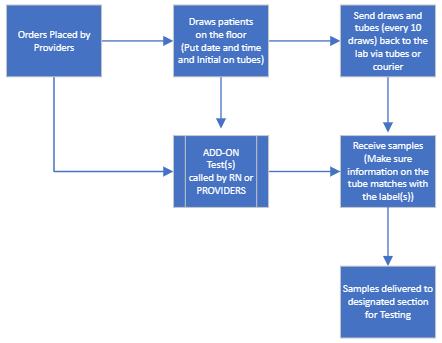 Orders Placed by
Providers
Draws patients
on the floor
(Put date and time
and Initial on tubes)
Send draws and
tubes (every 10
draws) back to the
lab via tubes or
courier
ADD-ON
Test(s)
called by RN or
PROVIDERS
Receive samples
(Make sure
information on the
tube matches with
the label(s))
Samples delivered to
designated section
for Testing